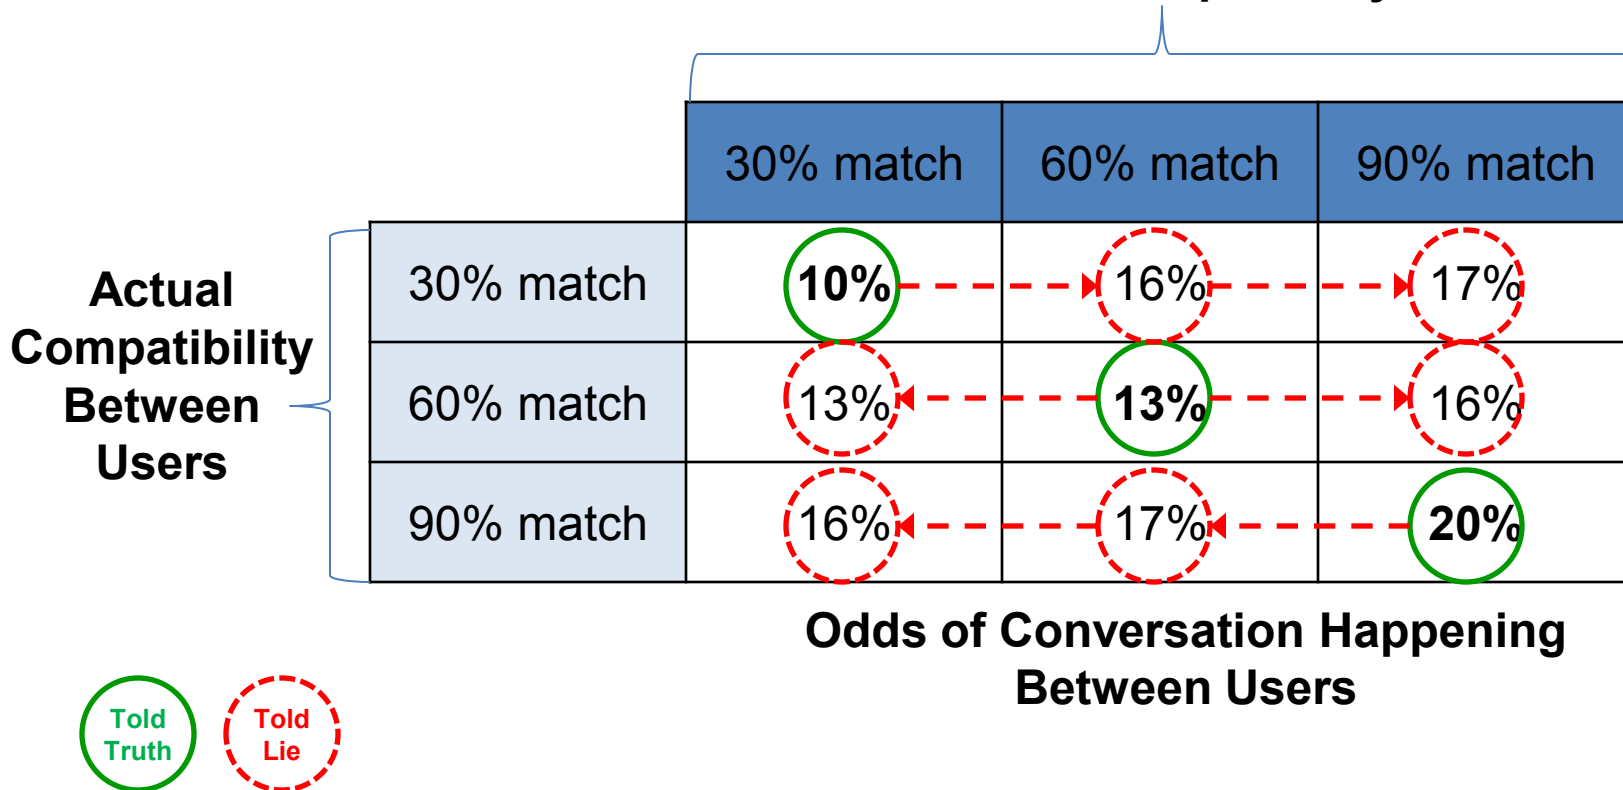 30% match 60% match 90% match
Actual
Compatibility
Between
Users
30% match 10% 16% 17%
60% match 13% 13% 16%
90% match 16% 17% 20%
Odds of Conversation Happening
Between Users
Told
Truth
Told
Lie